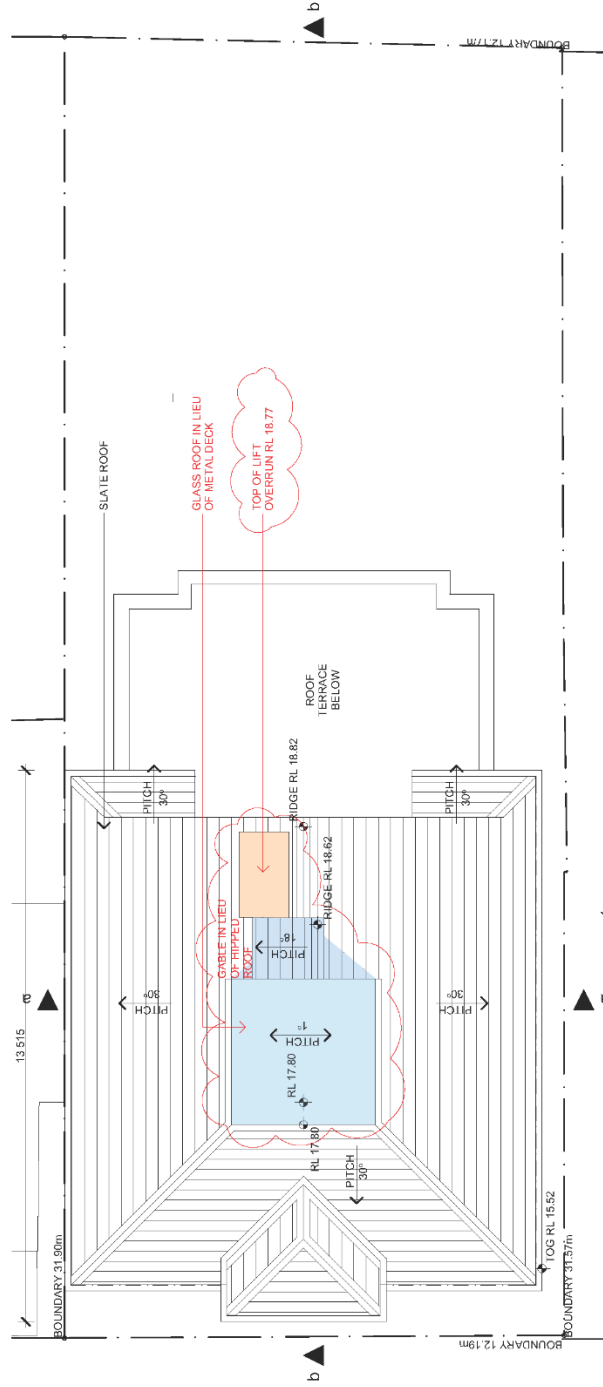 b
BOUNDARY 12.17m
SLATE ROOF
GLASS ROOF IN LIEU
OF METAL DECK
TOP OF LIFT
OVERRUN RL 18.77
ROOF
TERRACE
BELOW
13 515
PITCH
30°
PITCH
30°
RIDGE RL 18.82
RIDGE RL 18.62
GABLE IN LIEU
OF HIPPED
ROOF
PITCH
18°
a
PITCH
30°
PITCH
30°
PITCH
1°
RL 17.80
RL 17.80
PITCH
30°
TOG RL 15.52
BOUNDARY 31.90m
BOUNDARY 31.57m
BOUNDARY 12.19m
b